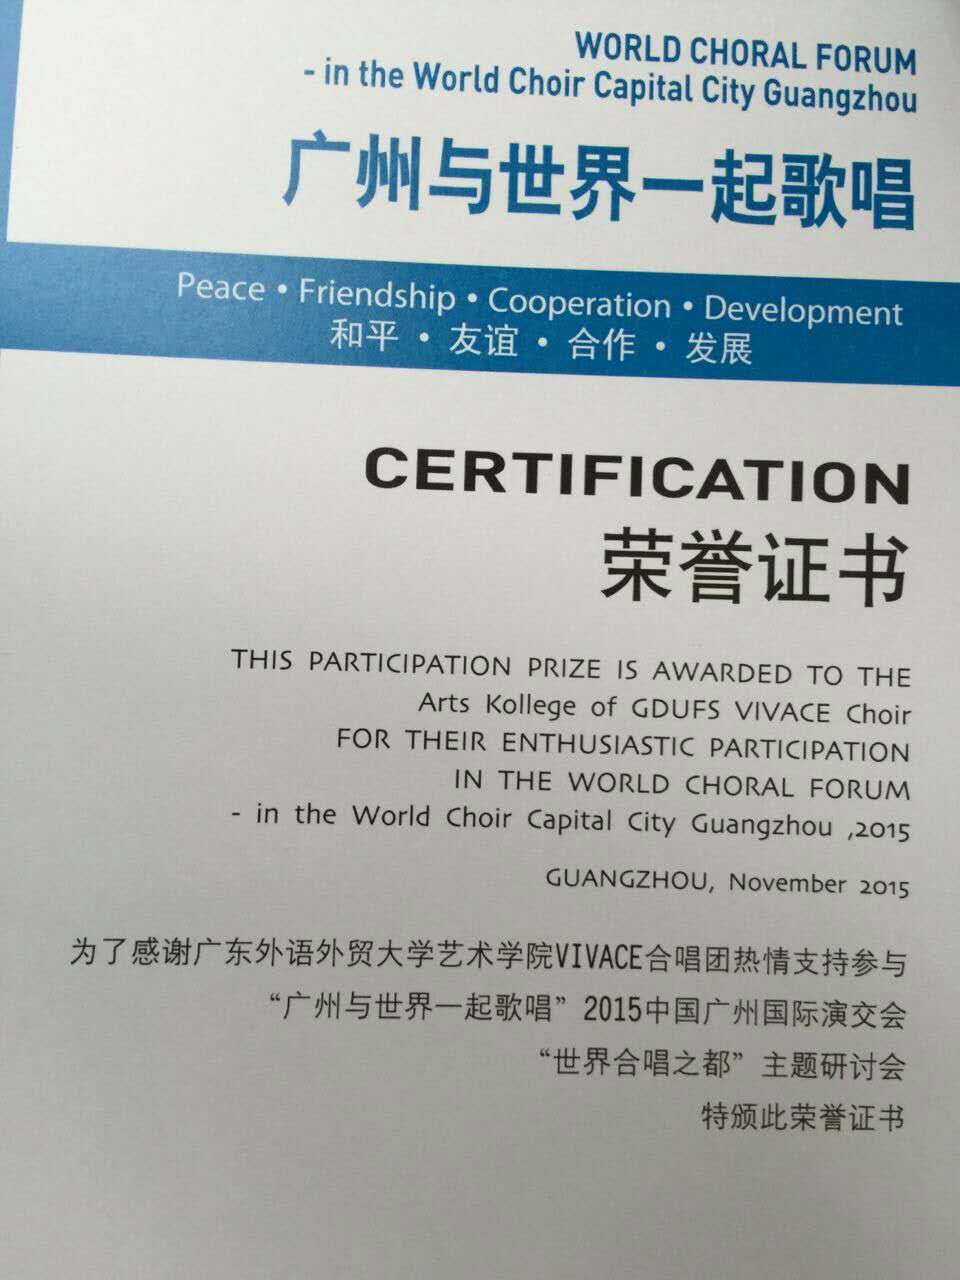 WORLD CHORAL FORUM
- in the World Choir Capital City Guangzhou
广州与世界一起歌唱
Peace • Friendship • Cooperation • Development
和平 • 友谊 • 合作 • 发展
CERTIFICATION
荣誉证书
THIS PARTICIPATION PRIZE IS AWARDED TO THE
Arts Kollege of GDUFS VIVACE Choir
FOR THEIR ENTHUSIASTIC PARTICIPATION
IN THE WORLD CHORAL FORUM
- in the World Choir Capital City Guangzhou ,2015
GUANGZHOU, November 2015
为了感谢广东外语外贸大学艺术学院VIVACE合唱团热情支持参与
“广州与世界一起歌唱”2015中国广州国际演交会
“世界合唱之都”主题研讨会
特颁此荣誉证书